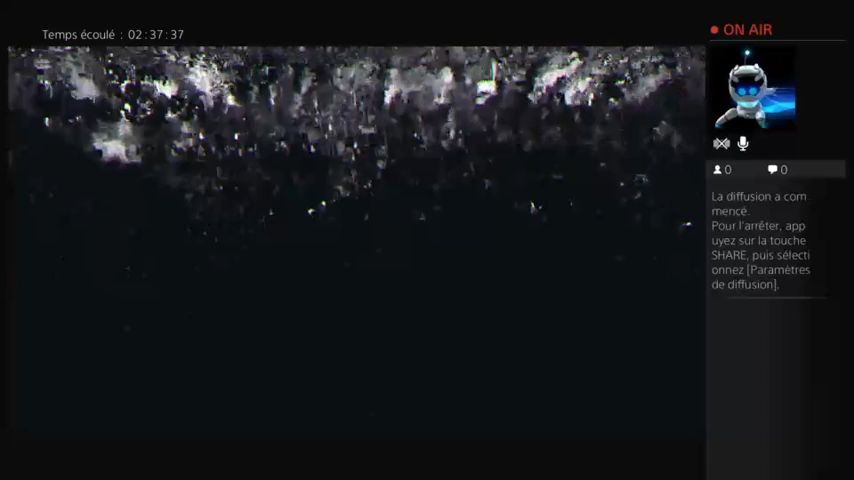 Temps écoulé : 02:37:37
ON AIR
0 0
La diffusion a com
mencé.
Pour l'arrêter, app
uyez sur la touche
SHARE, puis sélecti
onnez [Paramètres
de diffusion].